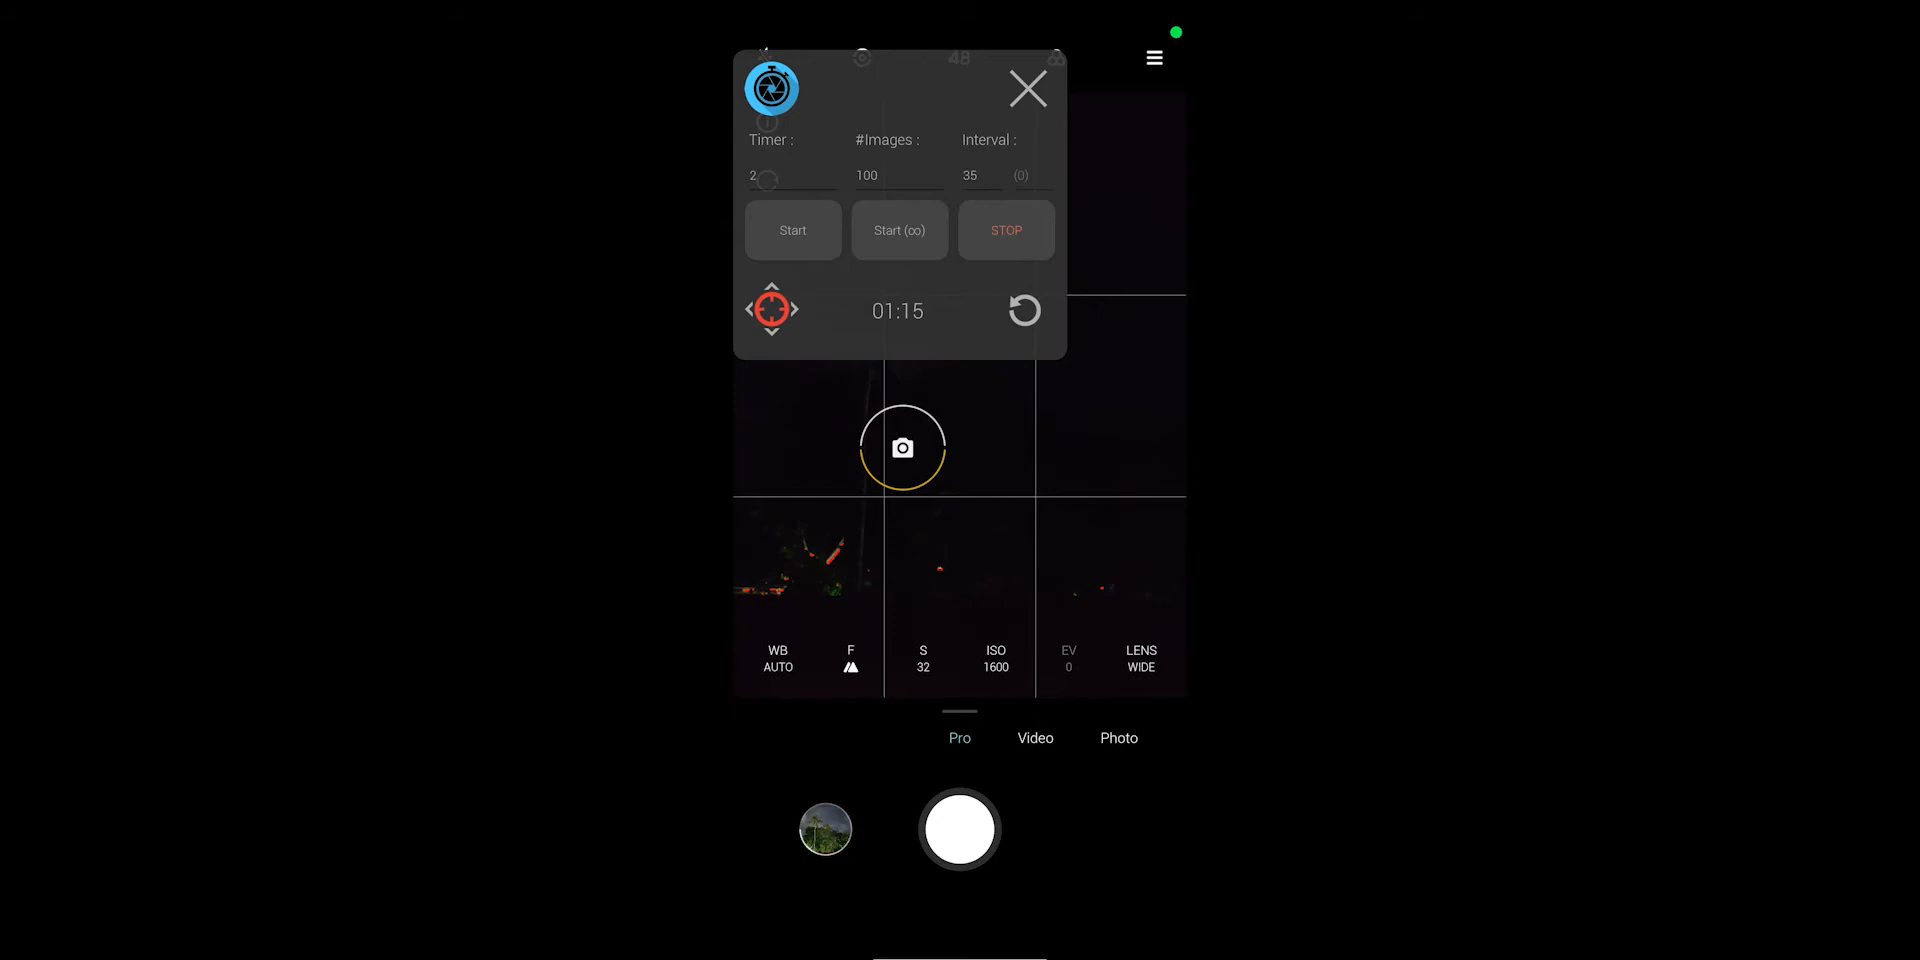 48
Timer : #Images : Interval :
2 100 35 (0)
Start Start (∞) STOP
01:15
WB F S ISO EV LENS
AUTO 32 1600 0 WIDE
Pro Video Photo